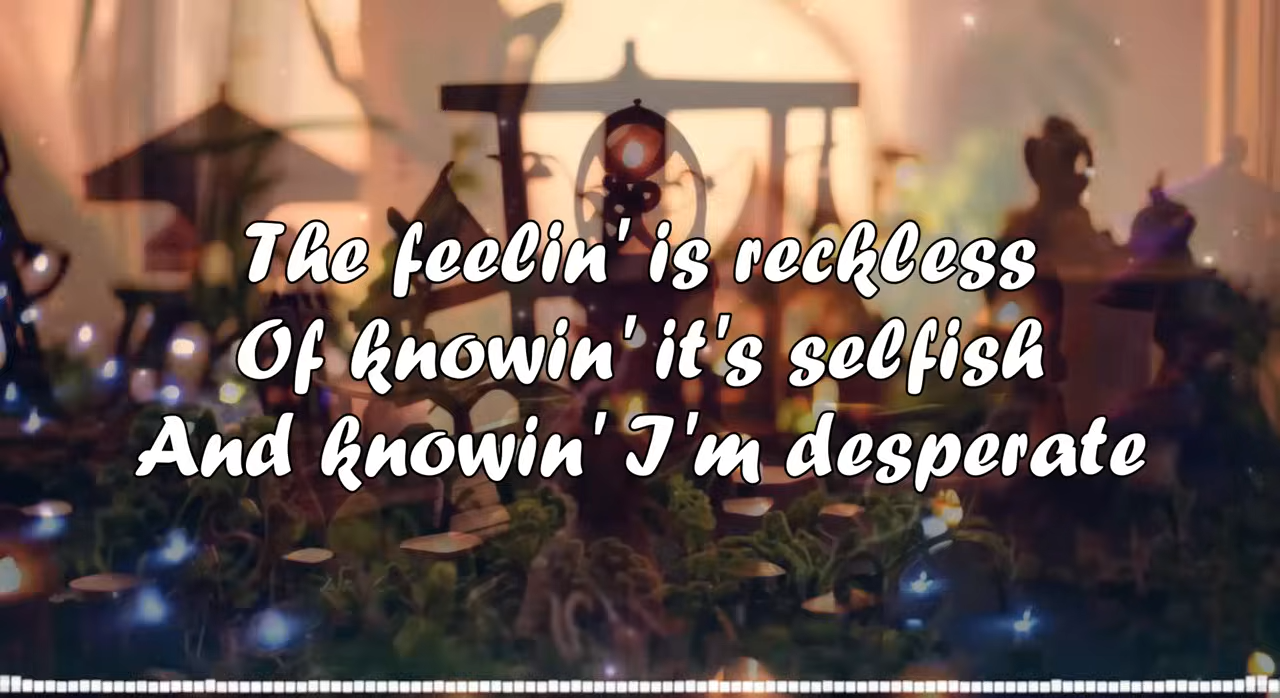 The feelin' is reckless
Of knowin' it's selfish
And knowin' I'm desperate